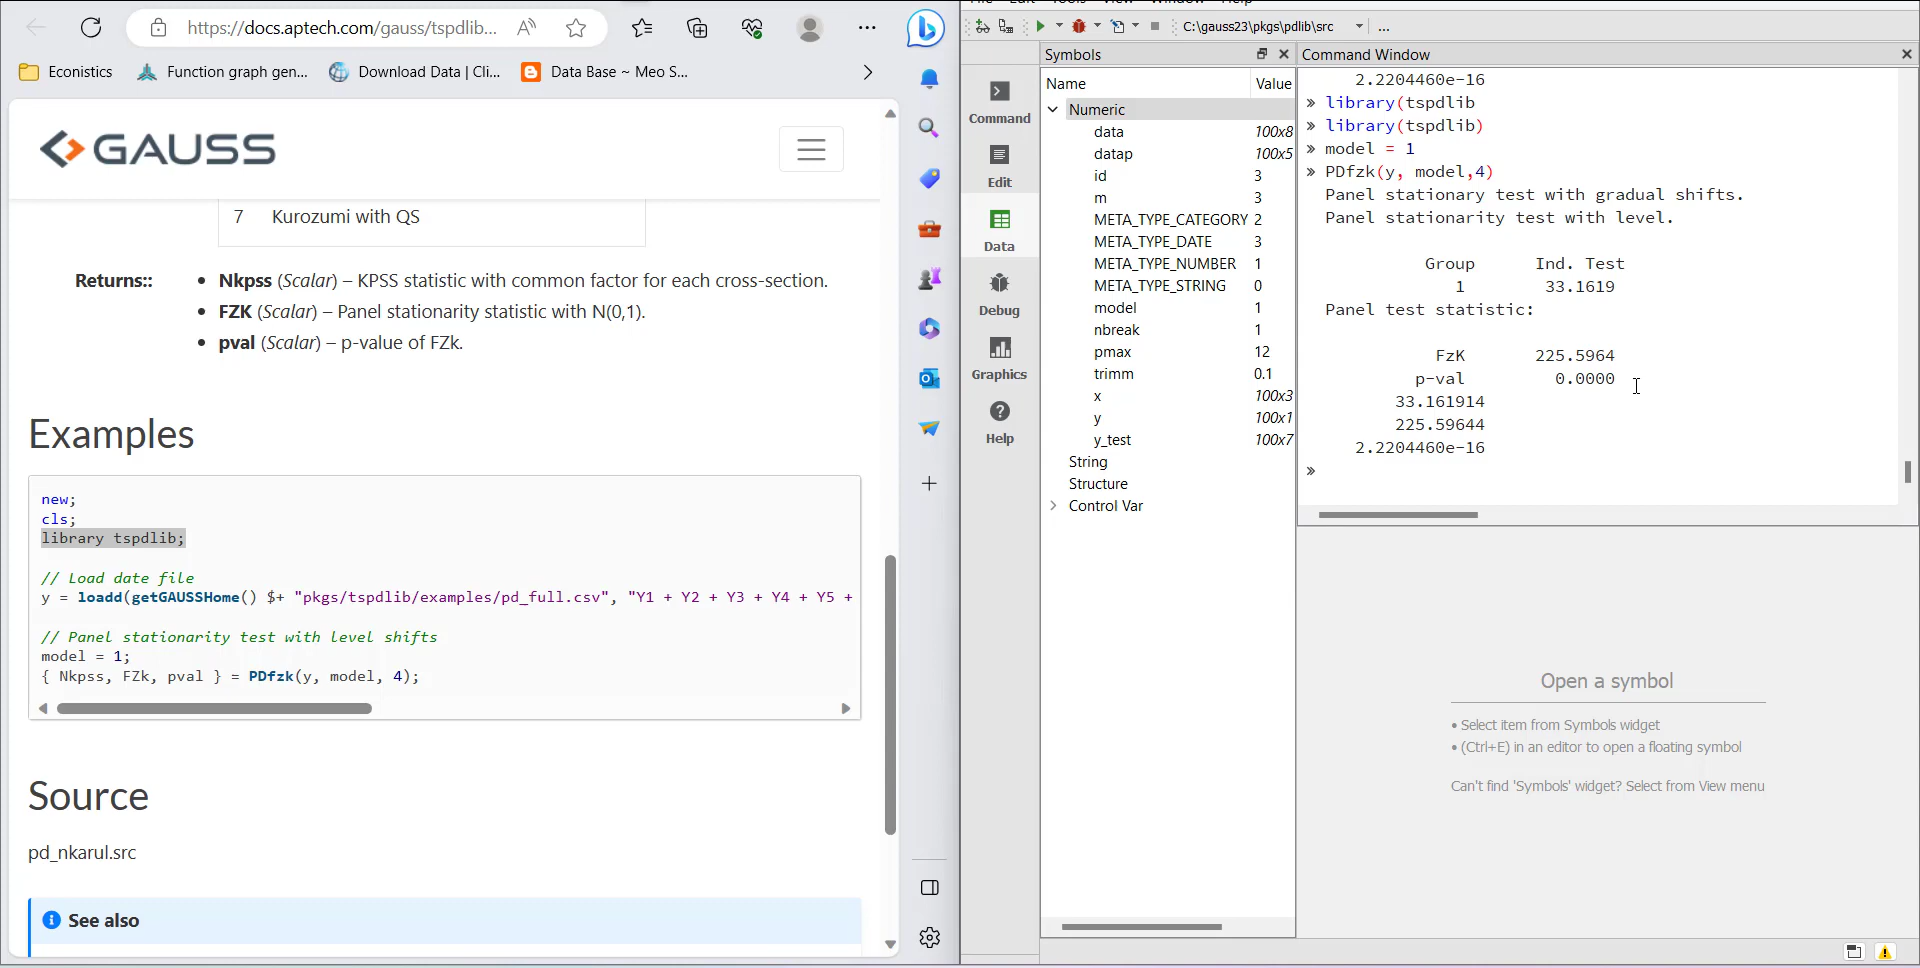 https://docs.aptech.com/gauss/tspdlib...
Econistics
Function graph gen...
Download Data | Cli...
Data Base ~ Meo S...
GAUSS
7 Kurozumi with QS
Returns::
• Nkpss (Scalar) – KPSS statistic with common factor for each cross-section.
• FZK (Scalar) – Panel stationarity statistic with N(0,1).
• pval (Scalar) – p-value of FZk.
Examples
new;
cls;
library tspdlib;
// Load date file
y = loadd(getGAUSSHome() $+ "pkgs/tspdlib/examples/pd_full.csv", "Y1 + Y2 + Y3 + Y4 + Y5 +
// Panel stationarity test with level shifts
model = 1;
{ Nkpss, FZk, pval } = PDfzk(y, model, 4);
Source
pd_nkarul.src
See also
C:\gauss23\pkgs\pdlib\src
...
Command
Edit
Data
Debug
Graphics
Help
Symbols
Name Value
Numeric
data 100x8
datap 100x5
id 3
m 3
META_TYPE_CATEGORY 2
META_TYPE_DATE 3
META_TYPE_NUMBER 1
META_TYPE_STRING 0
model 1
nbreak 1
pmax 12
trimm 0.1
x 100x3
y 100x1
y_test 100x7
String
Structure
Control Var
Command Window
2.2204460e-16
» library(tspdlib
» library(tspdlib)
» model = 1
» PDfzk(y, model,4)
Panel stationary test with gradual shifts.
Panel stationarity test with level.
Group Ind. Test
1 33.1619
Panel test statistic:
FzK 225.5964
p-val 0.0000
33.161914
225.59644
2.2204460e-16
»
Open a symbol
• Select item from Symbols widget
• (Ctrl+E) in an editor to open a floating symbol
Can't find 'Symbols' widget? Select from View menu